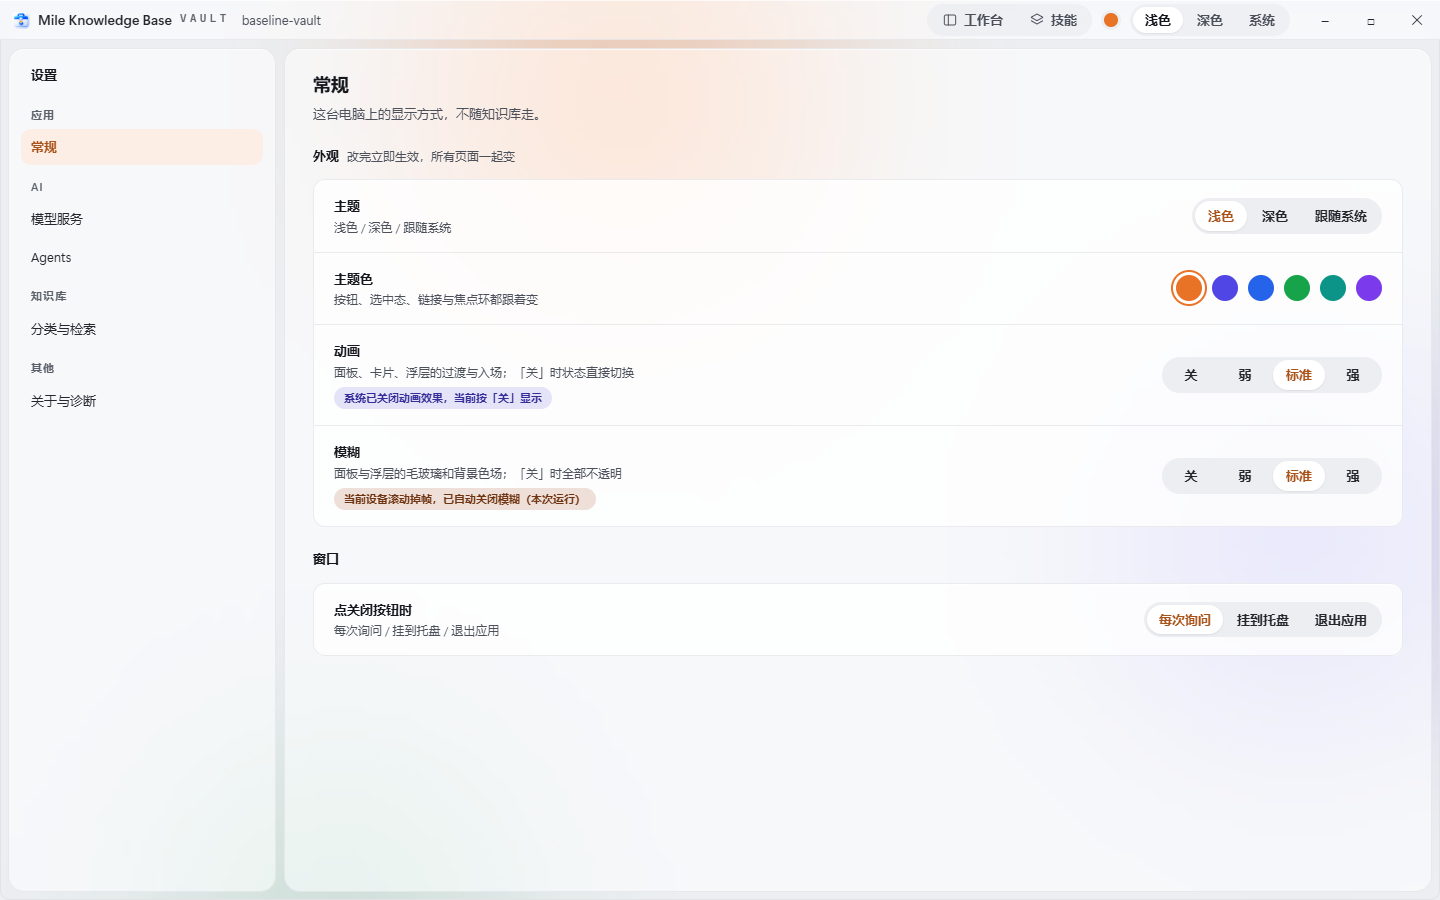 Mile Knowledge Base VAULT baseline-vault
工作台 技能 浅色 深色 系统
设置
应用
常规
AI
模型服务
Agents
知识库
分类与检索
其他
关于与诊断
常规
这台电脑上的显示方式，不随知识库走。
外观 改完立即生效，所有页面一起变
主题
浅色 / 深色 / 跟随系统
浅色 深色 跟随系统
主题色
按钮、选中态、链接与焦点环都跟着变
动画
面板、卡片、浮层的过渡与入场；「关」时状态直接切换
系统已关闭动画效果，当前按「关」显示
关 弱 标准 强
模糊
面板与浮层的毛玻璃和背景色场；「关」时全部不透明
当前设备滚动掉帧，已自动关闭模糊（本次运行）
关 弱 标准 强
窗口
点关闭按钮时
每次询问 / 挂到托盘 / 退出应用
每次询问 挂到托盘 退出应用